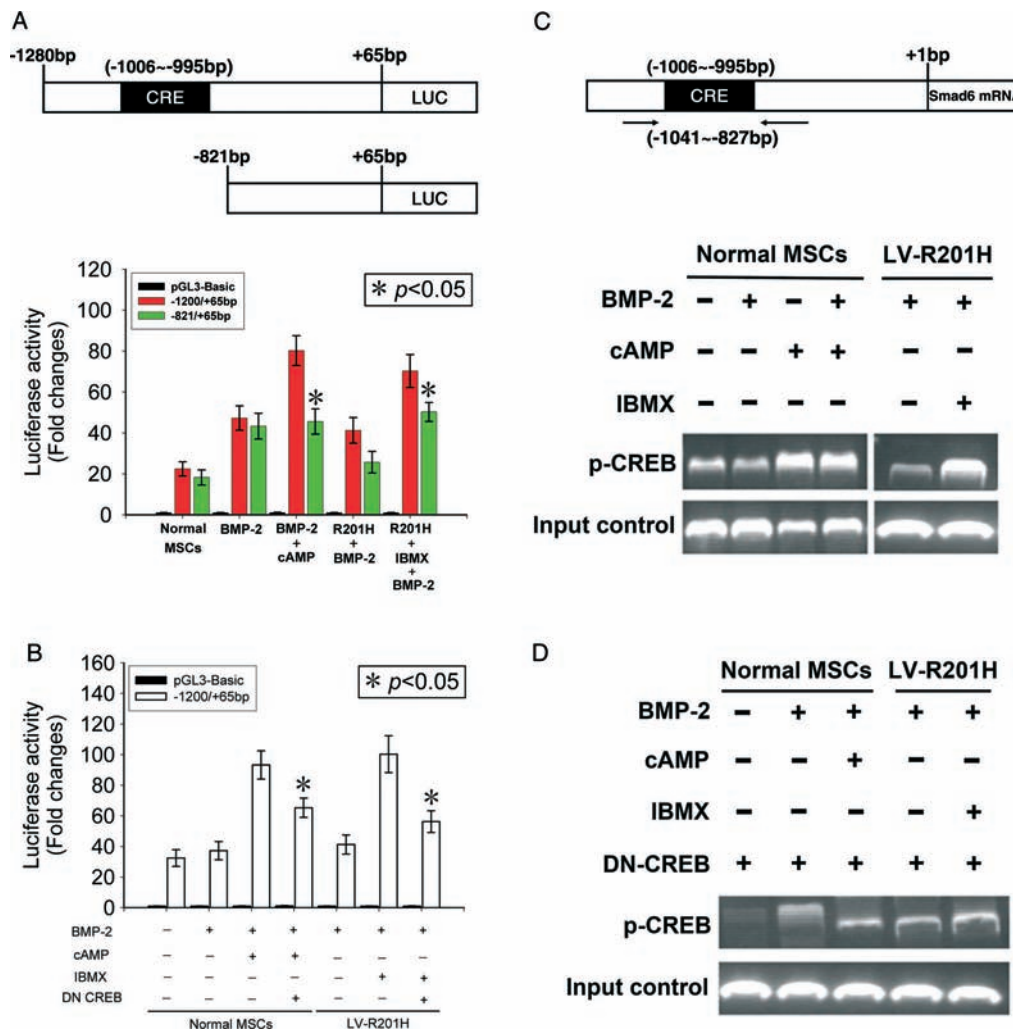 A
-1280bp
(-1006~-995bp)
+65bp
CRE
LUC
-821bp
+65bp
LUC
Luciferase activity
(Fold changes)
120
100
80
60
40
20
0
pGL3-Basic
-1200/+65bp
-821/+65bp
* p<0.05
*
*
Normal
MSCs
BMP-2
BMP-2
+
cAMP
R201H
+
BMP-2
R201H
+
IBMX
+
BMP-2
B
Luciferase activity
(Fold changes)
160
140
120
100
80
60
40
20
0
pGL3-Basic
-1200/+65bp
* p<0.05
*
*
BMP-2 – + + + + + +
cAMP – – + + – – –
IBMX – – – – – + +
DN CREB – – – + – – +
Normal MSCs LV-R201H
C
(-1006~-995bp)
+1bp
CRE
Smad6 mRNA
(-1041~-827bp)
Normal MSCs LV-R201H
BMP-2 – + – + + +
cAMP – – + + – –
IBMX – – – – – +
p-CREB
Input control
D
Normal MSCs LV-R201H
BMP-2 – + + + +
cAMP – – + – –
IBMX – – – – +
DN-CREB + + + + +
p-CREB
Input control